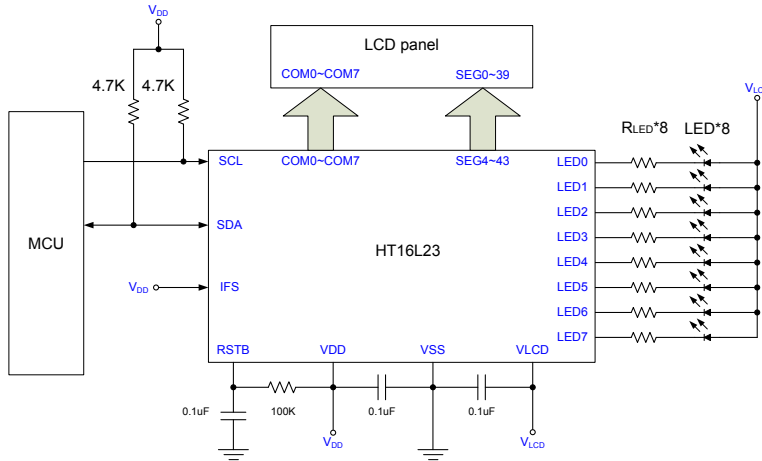 VDD
LCD panel
COM0~COM7 SEG0~39
4.7K 4.7K
VLC
RLED*8 LED*8
SCL COM0~COM7 SEG4~43 LED0
LED1
SDA LED2
MCU HT16L23 LED3
LED4
VDD IFS LED5
LED6
RSTB VDD VSS VLCD LED7
0.1uF 100K 0.1uF 0.1uF
VDD VLCD